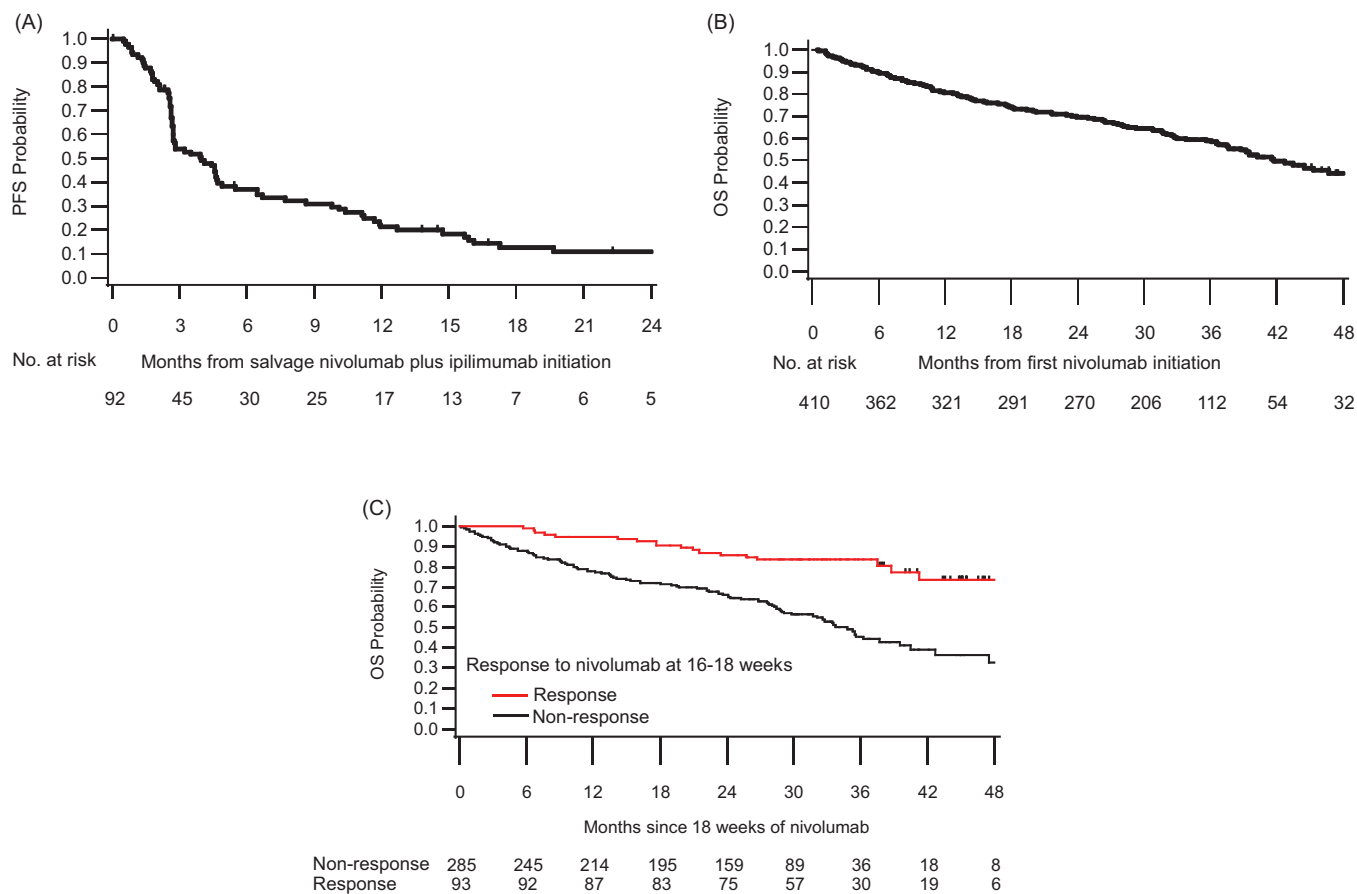 (A)
1.0
0.9
0.8
0.7
0.6
0.5
0.4
0.3
0.2
0.1
0.0
PFS Probability
0 3 6 9 12 15 18 21 24
No. at risk Months from salvage nivolumab plus ipilimumab initiation
92 45 30 25 17 13 7 6 5
(B)
1.0
0.9
0.8
0.7
0.6
0.5
0.4
0.3
0.2
0.1
0.0
OS Probability
0 6 12 18 24 30 36 42 48
No. at risk Months from first nivolumab initiation
410 362 321 291 270 206 112 54 32
(C)
1.0
0.9
0.8
0.7
0.6
0.5
0.4
0.3
0.2
0.1
0.0
OS Probability
Response to nivolumab at 16-18 weeks
Response
Non-response
0 6 12 18 24 30 36 42 48
Months since 18 weeks of nivolumab
Non-response 285 245 214 195 159 89 36 18 8
Response 93 92 87 83 75 57 30 19 6